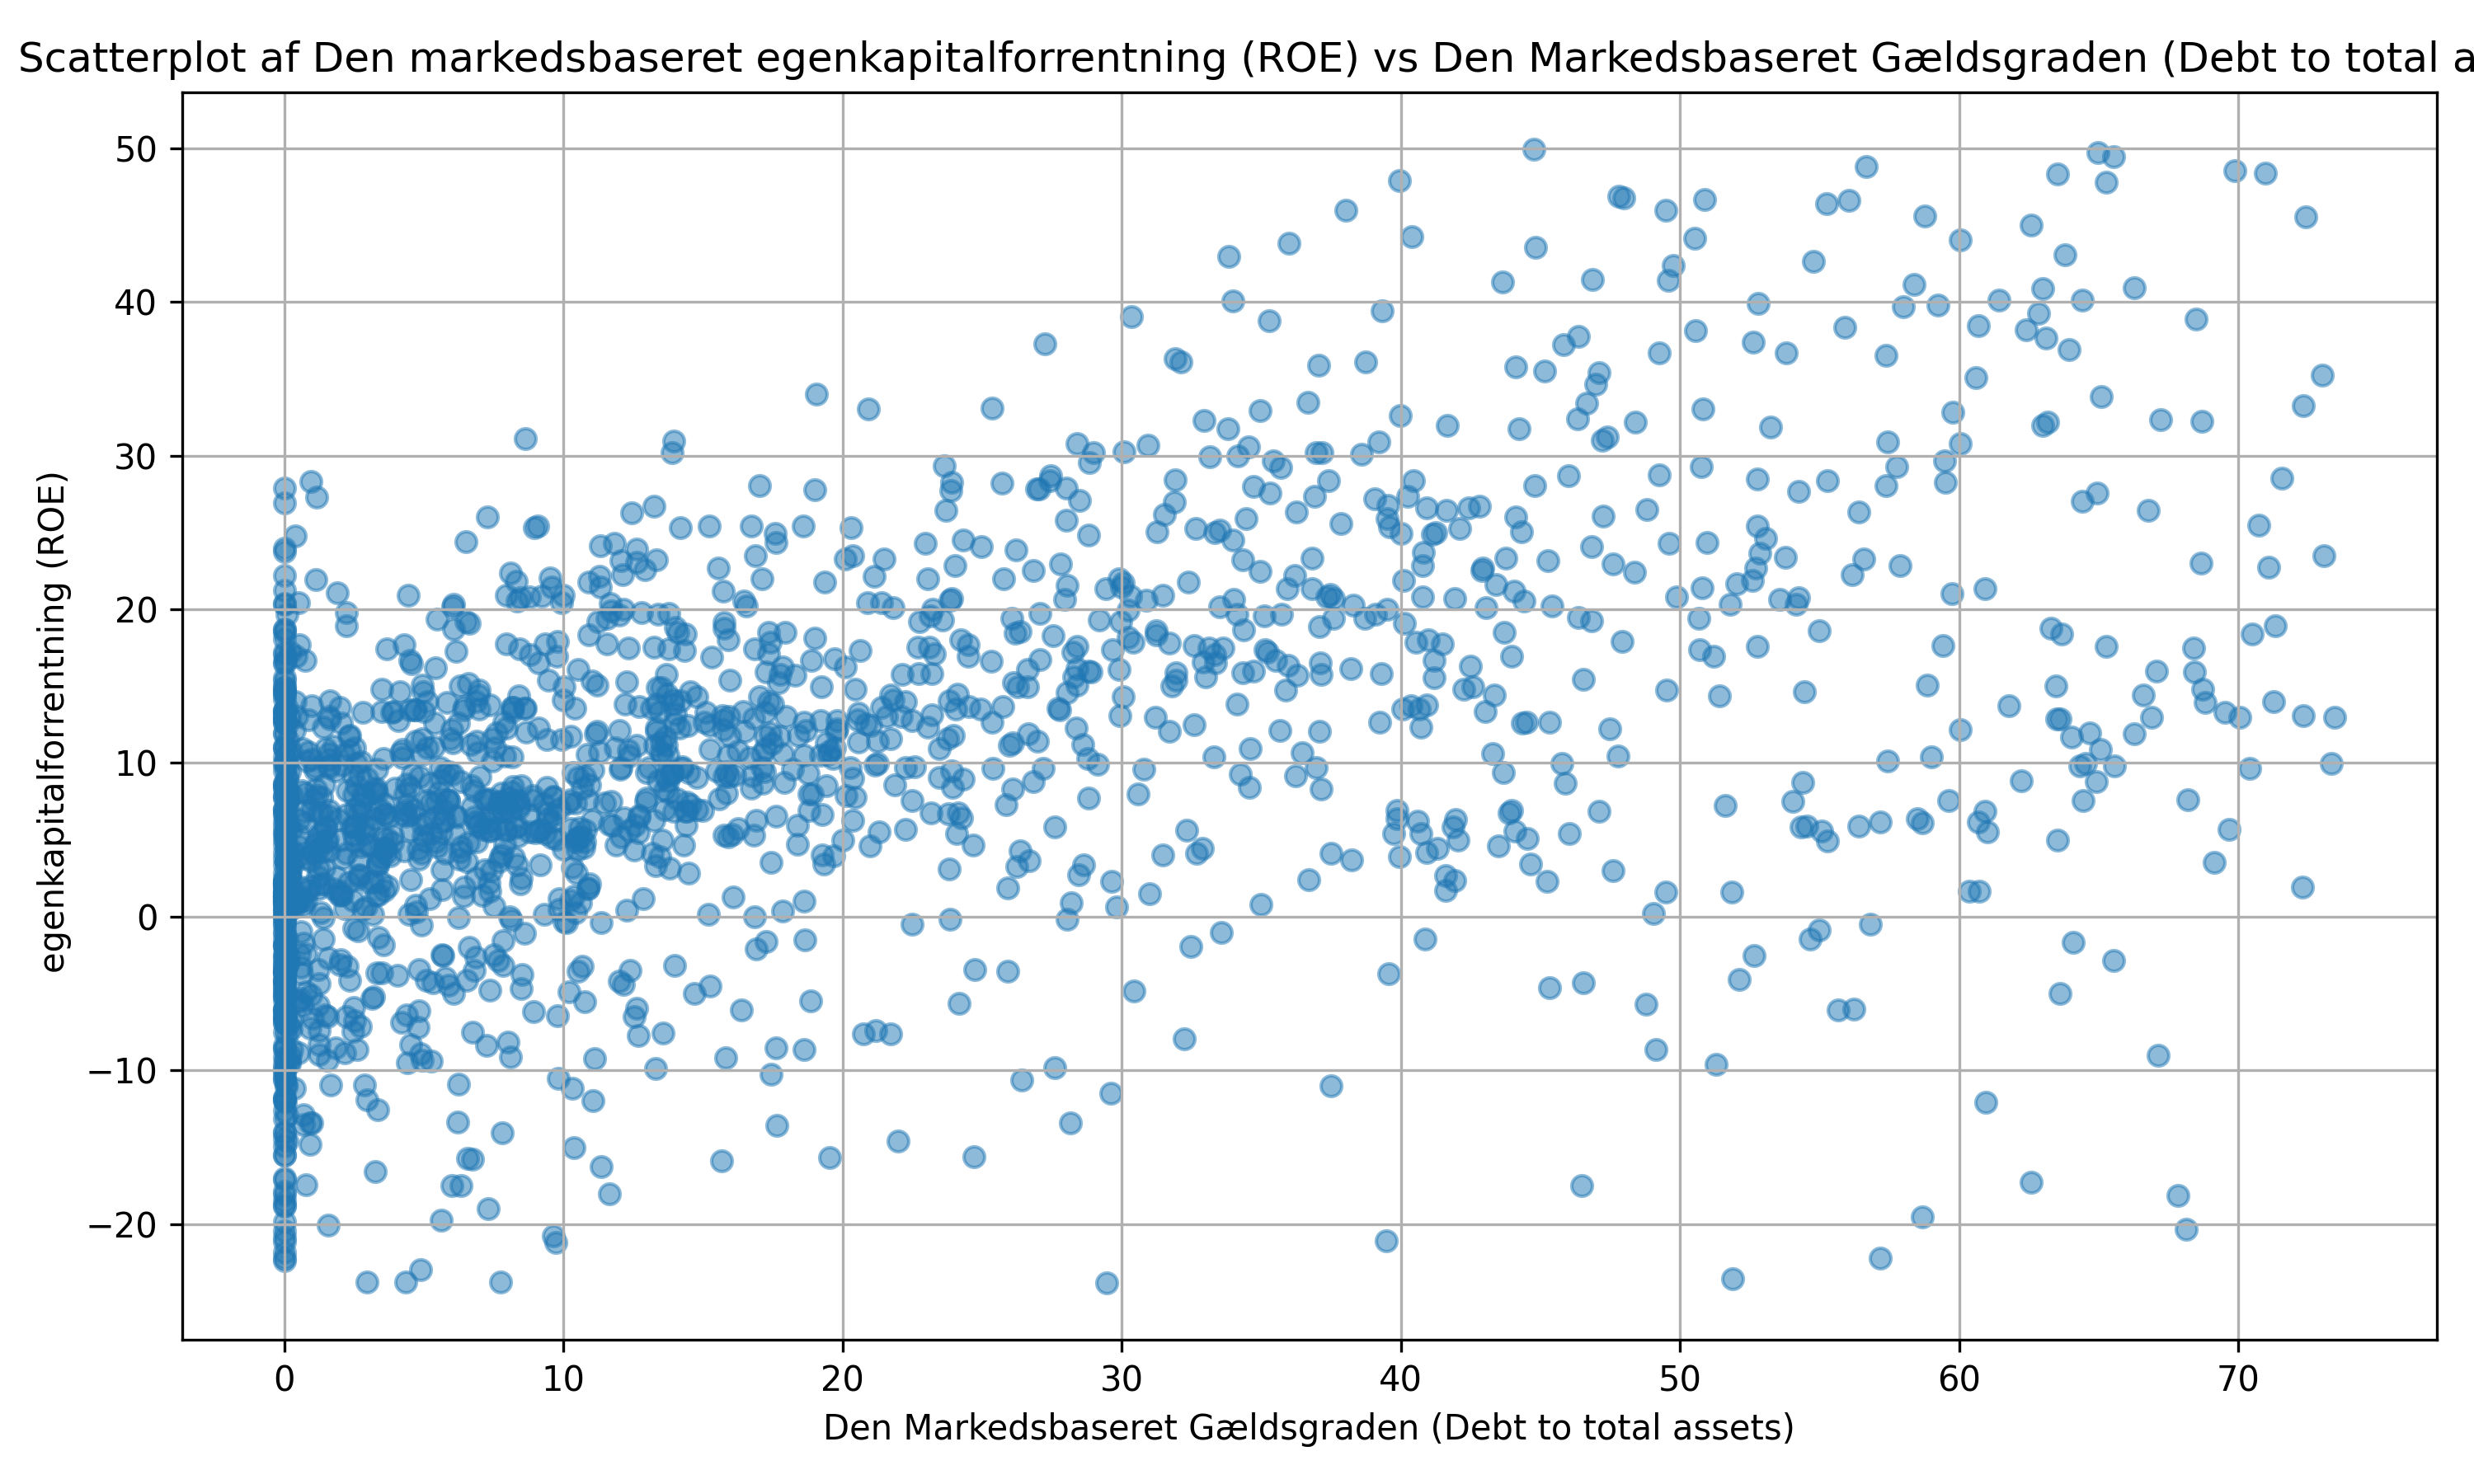 Scatterplot af Den markedsbaseret egenkapitalforrentning (ROE) vs Den Markedsbaseret Gældsgraden (Debt to total a
50
40
30
20
10
0
−10
−20
egenkapitalforrentning (ROE)
0 10 20 30 40 50 60 70
Den Markedsbaseret Gældsgraden (Debt to total assets)